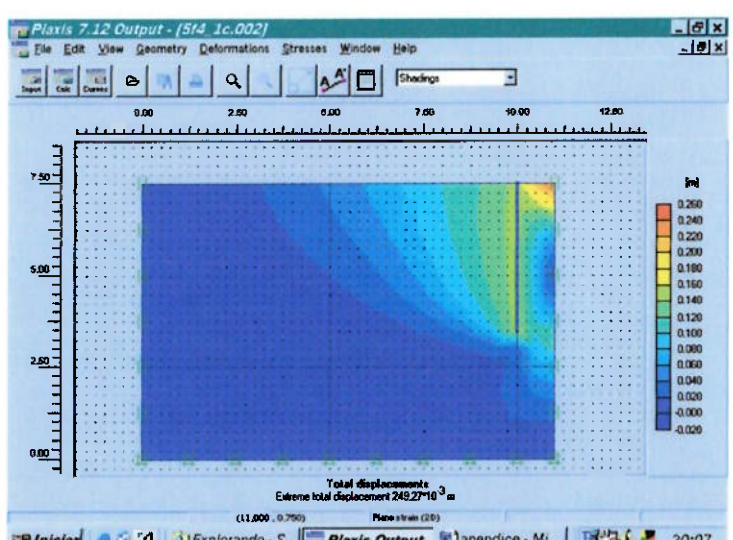 Plaxis 7.12 Output - [5f4_1c.002]
File Edit View Geometry Deformations Stresses Window Help
Input Calc Curves Shadings
0.00 2.50 5.00 7.50 10.00 12.50
7.50
5.00
2.50
0.00
[m]
0.260
0.240
0.220
0.200
0.180
0.160
0.140
0.120
0.100
0.080
0.060
0.040
0.020
-0.000
-0.020
Total displacements
Extreme total displacement 249,27*10-3 m
(11,000 , 0.750) Plane strain (2D)
Inicio Explorando - S Plaxis Output apendice - Mi 20:07